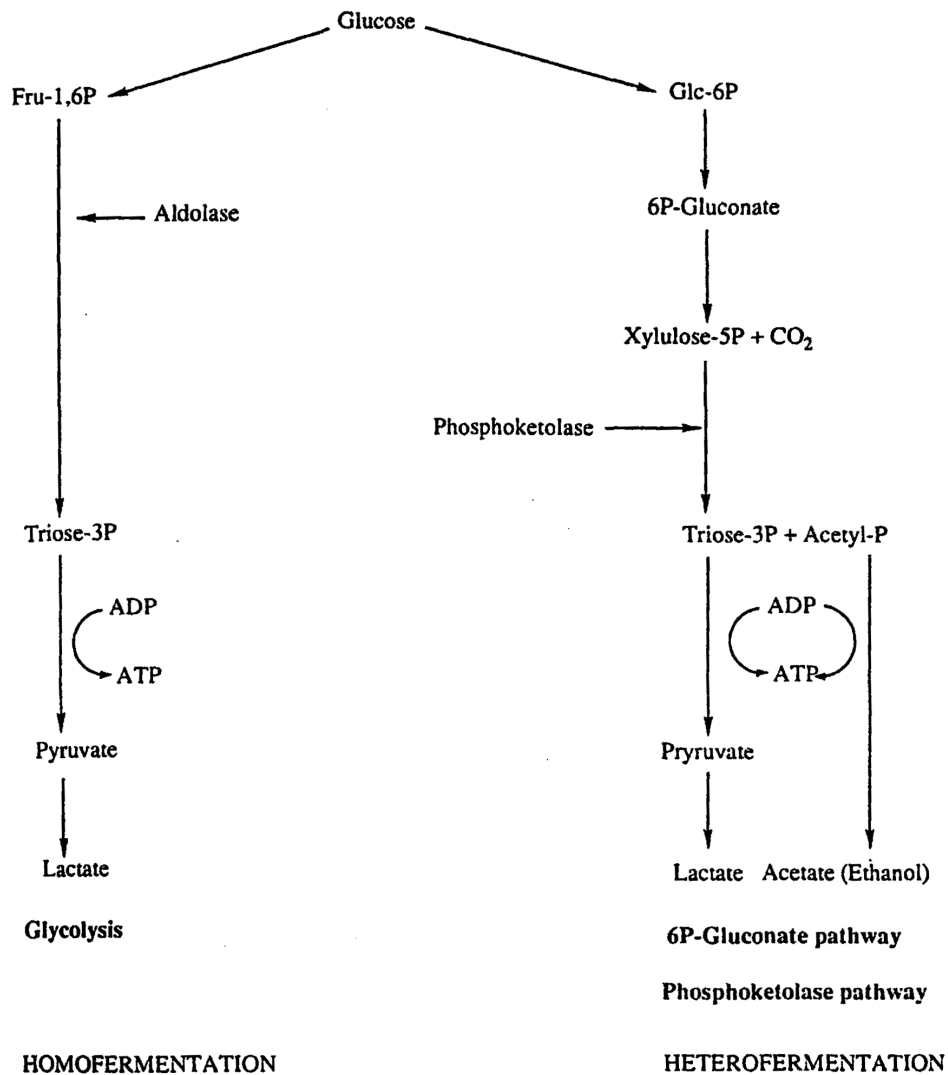 Glucose
Fru-1,6P
Glc-6P
Aldolase
6P-Gluconate
Xylulose-5P + CO2
Phosphoketolase
Triose-3P
Triose-3P + Acetyl-P
ADP
ADP
ATP
ATP
Pyruvate
Pryruvate
Lactate
Lactate Acetate (Ethanol)
Glycolysis
6P-Gluconate pathway
Phosphoketolase pathway
HOMOFERMENTATION
HETEROFERMENTATION